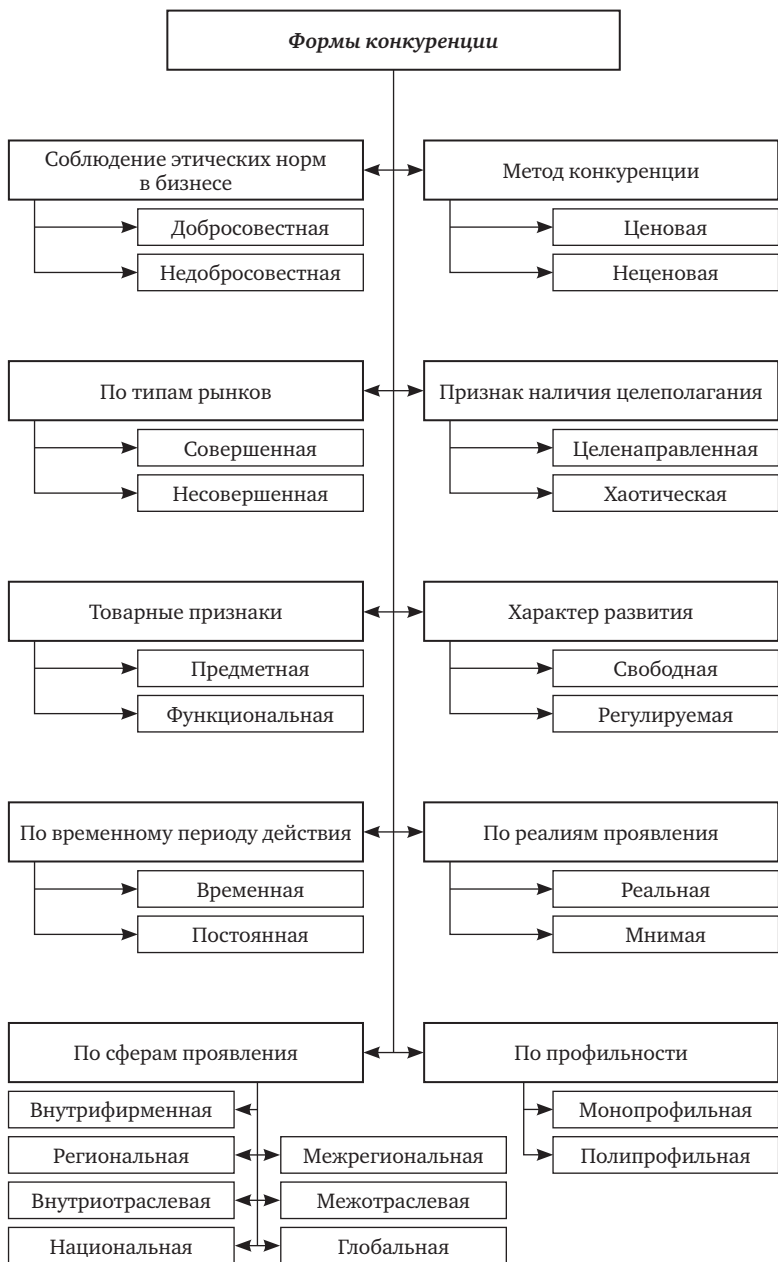 Формы конкуренции
Соблюдение этических норм
в бизнесе
Добросовестная
Недобросовестная
Метод конкуренции
Ценовая
Неценовая
По типам рынков
Совершенная
Несовершенная
Признак наличия целеполагания
Целенаправленная
Хаотическая
Товарные признаки
Предметная
Функциональная
Характер развития
Свободная
Регулируемая
По временному периоду действия
Временная
Постоянная
По реалиям проявления
Реальная
Мнимая
По сферам проявления
Внутрифирменная
Региональная
Межрегиональная
Внутриотраслевая
Межотраслевая
Национальная
Глобальная
По профильности
Монопрофильная
Полипрофильная